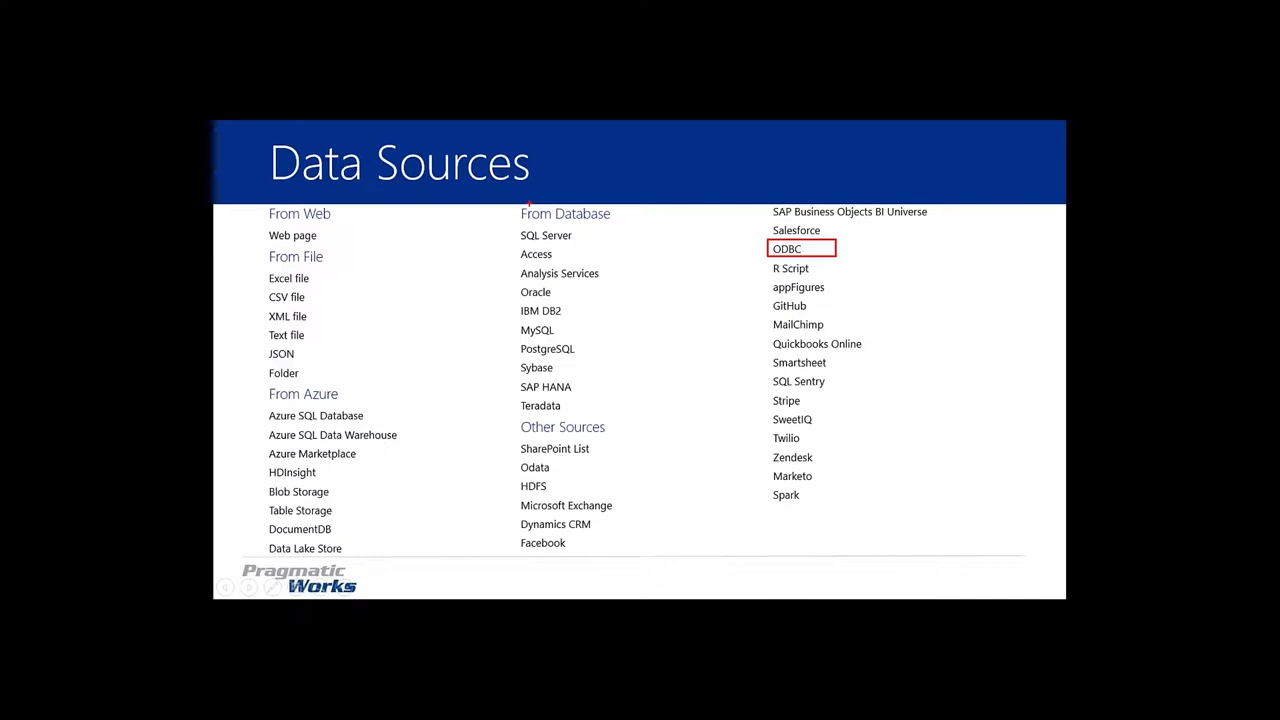 Data Sources
From Web
Web page
From File
Excel file
CSV file
XML file
Text file
JSON
Folder
From Azure
Azure SQL Database
Azure SQL Data Warehouse
Azure Marketplace
HDInsight
Blob Storage
Table Storage
DocumentDB
Data Lake Store
From Database
SQL Server
Access
Analysis Services
Oracle
IBM DB2
MySQL
PostgreSQL
Sybase
SAP HANA
Teradata
Other Sources
SharePoint List
Odata
HDFS
Microsoft Exchange
Dynamics CRM
Facebook
SAP Business Objects BI Universe
Salesforce
ODBC
R Script
appFigures
GitHub
MailChimp
Quickbooks Online
Smartsheet
SQL Sentry
Stripe
SweetIQ
Twilio
Zendesk
Marketo
Spark
Pragmatic
Works